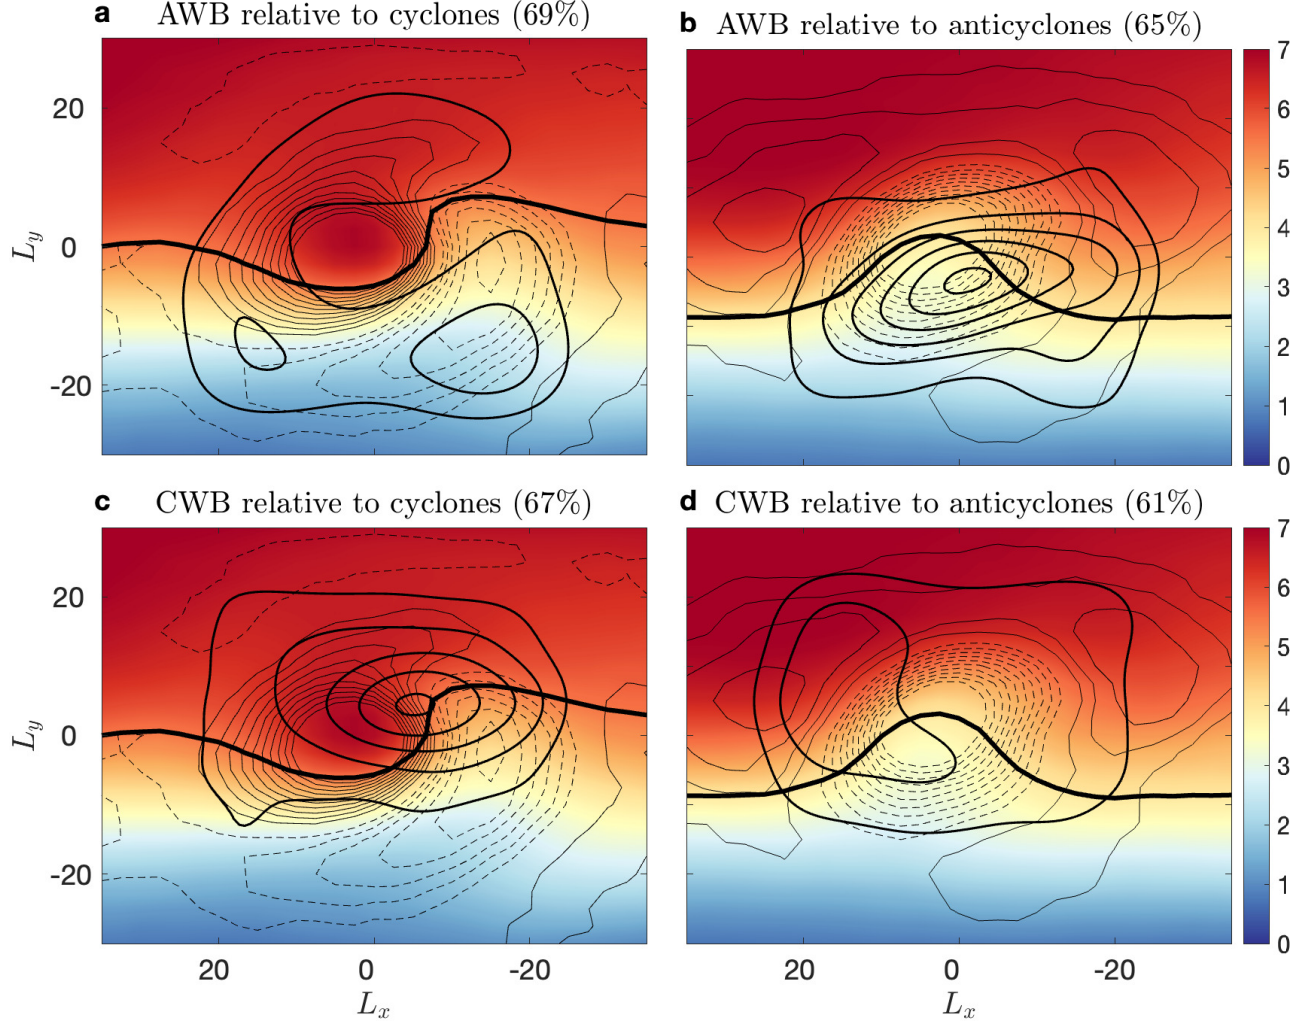 a AWB relative to cyclones (69%)
b AWB relative to anticyclones (65%)
20
0
-20
L_y
7
6
5
4
3
2
1
0
c CWB relative to cyclones (67%)
d CWB relative to anticyclones (61%)
20
0
-20
L_y
7
6
5
4
3
2
1
0
20 0 -20
20 0 -20
L_x
L_x